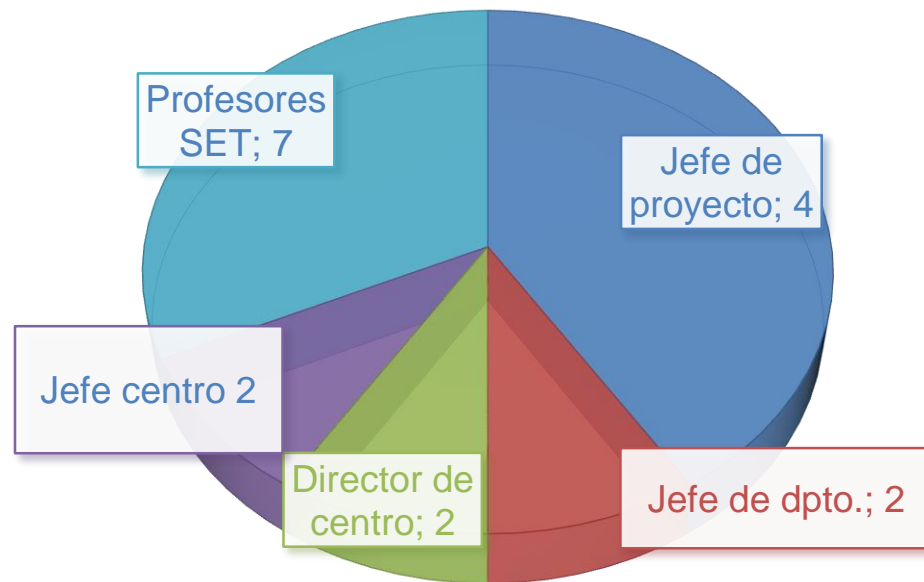 Profesores
SET; 7
Jefe de
proyecto; 4
Jefe centro 2
Director de
centro; 2
Jefe de dpto.; 2